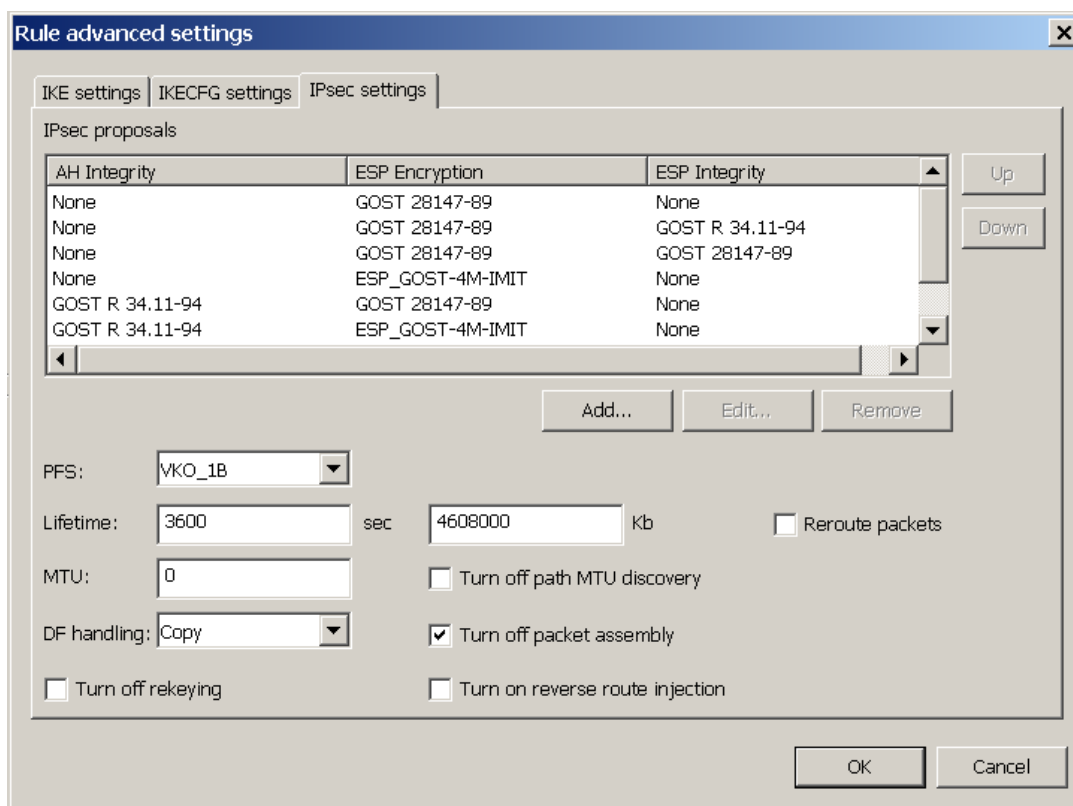 Rule advanced settings
IKE settings IKECFG settings IPsec settings
IPsec proposals
AH Integrity ESP Encryption ESP Integrity
None GOST 28147-89 None
None GOST 28147-89 GOST R 34.11-94
None GOST 28147-89 GOST 28147-89
None ESP_GOST-4M-IMIT None
GOST R 34.11-94 GOST 28147-89 None
GOST R 34.11-94 ESP_GOST-4M-IMIT None
Up
Down
Add... Edit... Remove
PFS: VKO_1B
Lifetime: 3600 sec 4608000 Kb Reroute packets
MTU: 0 Turn off path MTU discovery
DF handling: Copy Turn off packet assembly
Turn off rekeying Turn on reverse route injection
OK Cancel